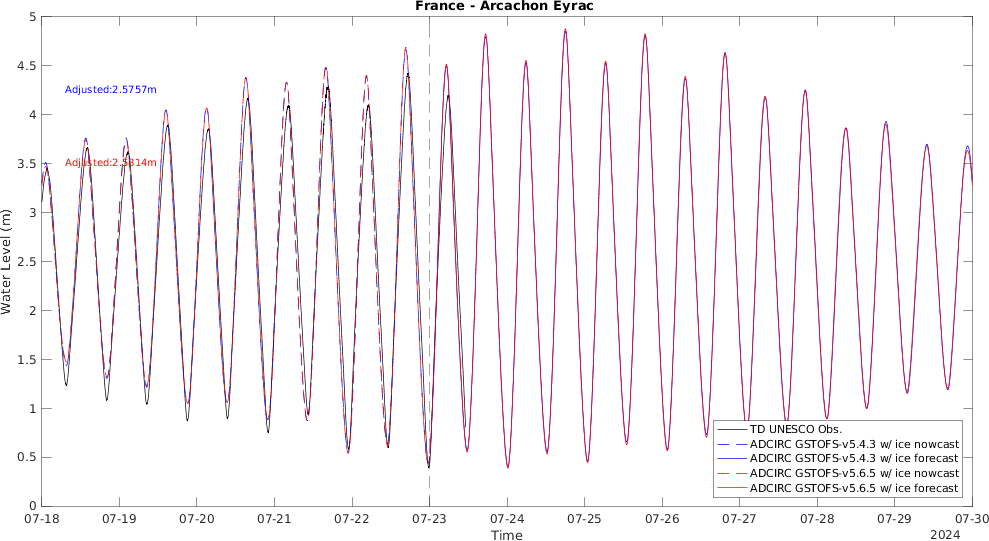 France - Arcachon Eyrac
Water Level (m)
5
4.5
4
3.5
3
2.5
2
1.5
1
0.5
0
Adjusted:2.5757m
Adjusted:2.5814m
TD UNESCO Obs.
ADCIRC GSTOFS-v5.4.3 w/ ice nowcast
ADCIRC GSTOFS-v5.4.3 w/ ice forecast
ADCIRC GSTOFS-v5.6.5 w/ ice nowcast
ADCIRC GSTOFS-v5.6.5 w/ ice forecast
07-18 07-19 07-20 07-21 07-22 07-23 07-24 07-25 07-26 07-27 07-28 07-29 07-30
Time
2024